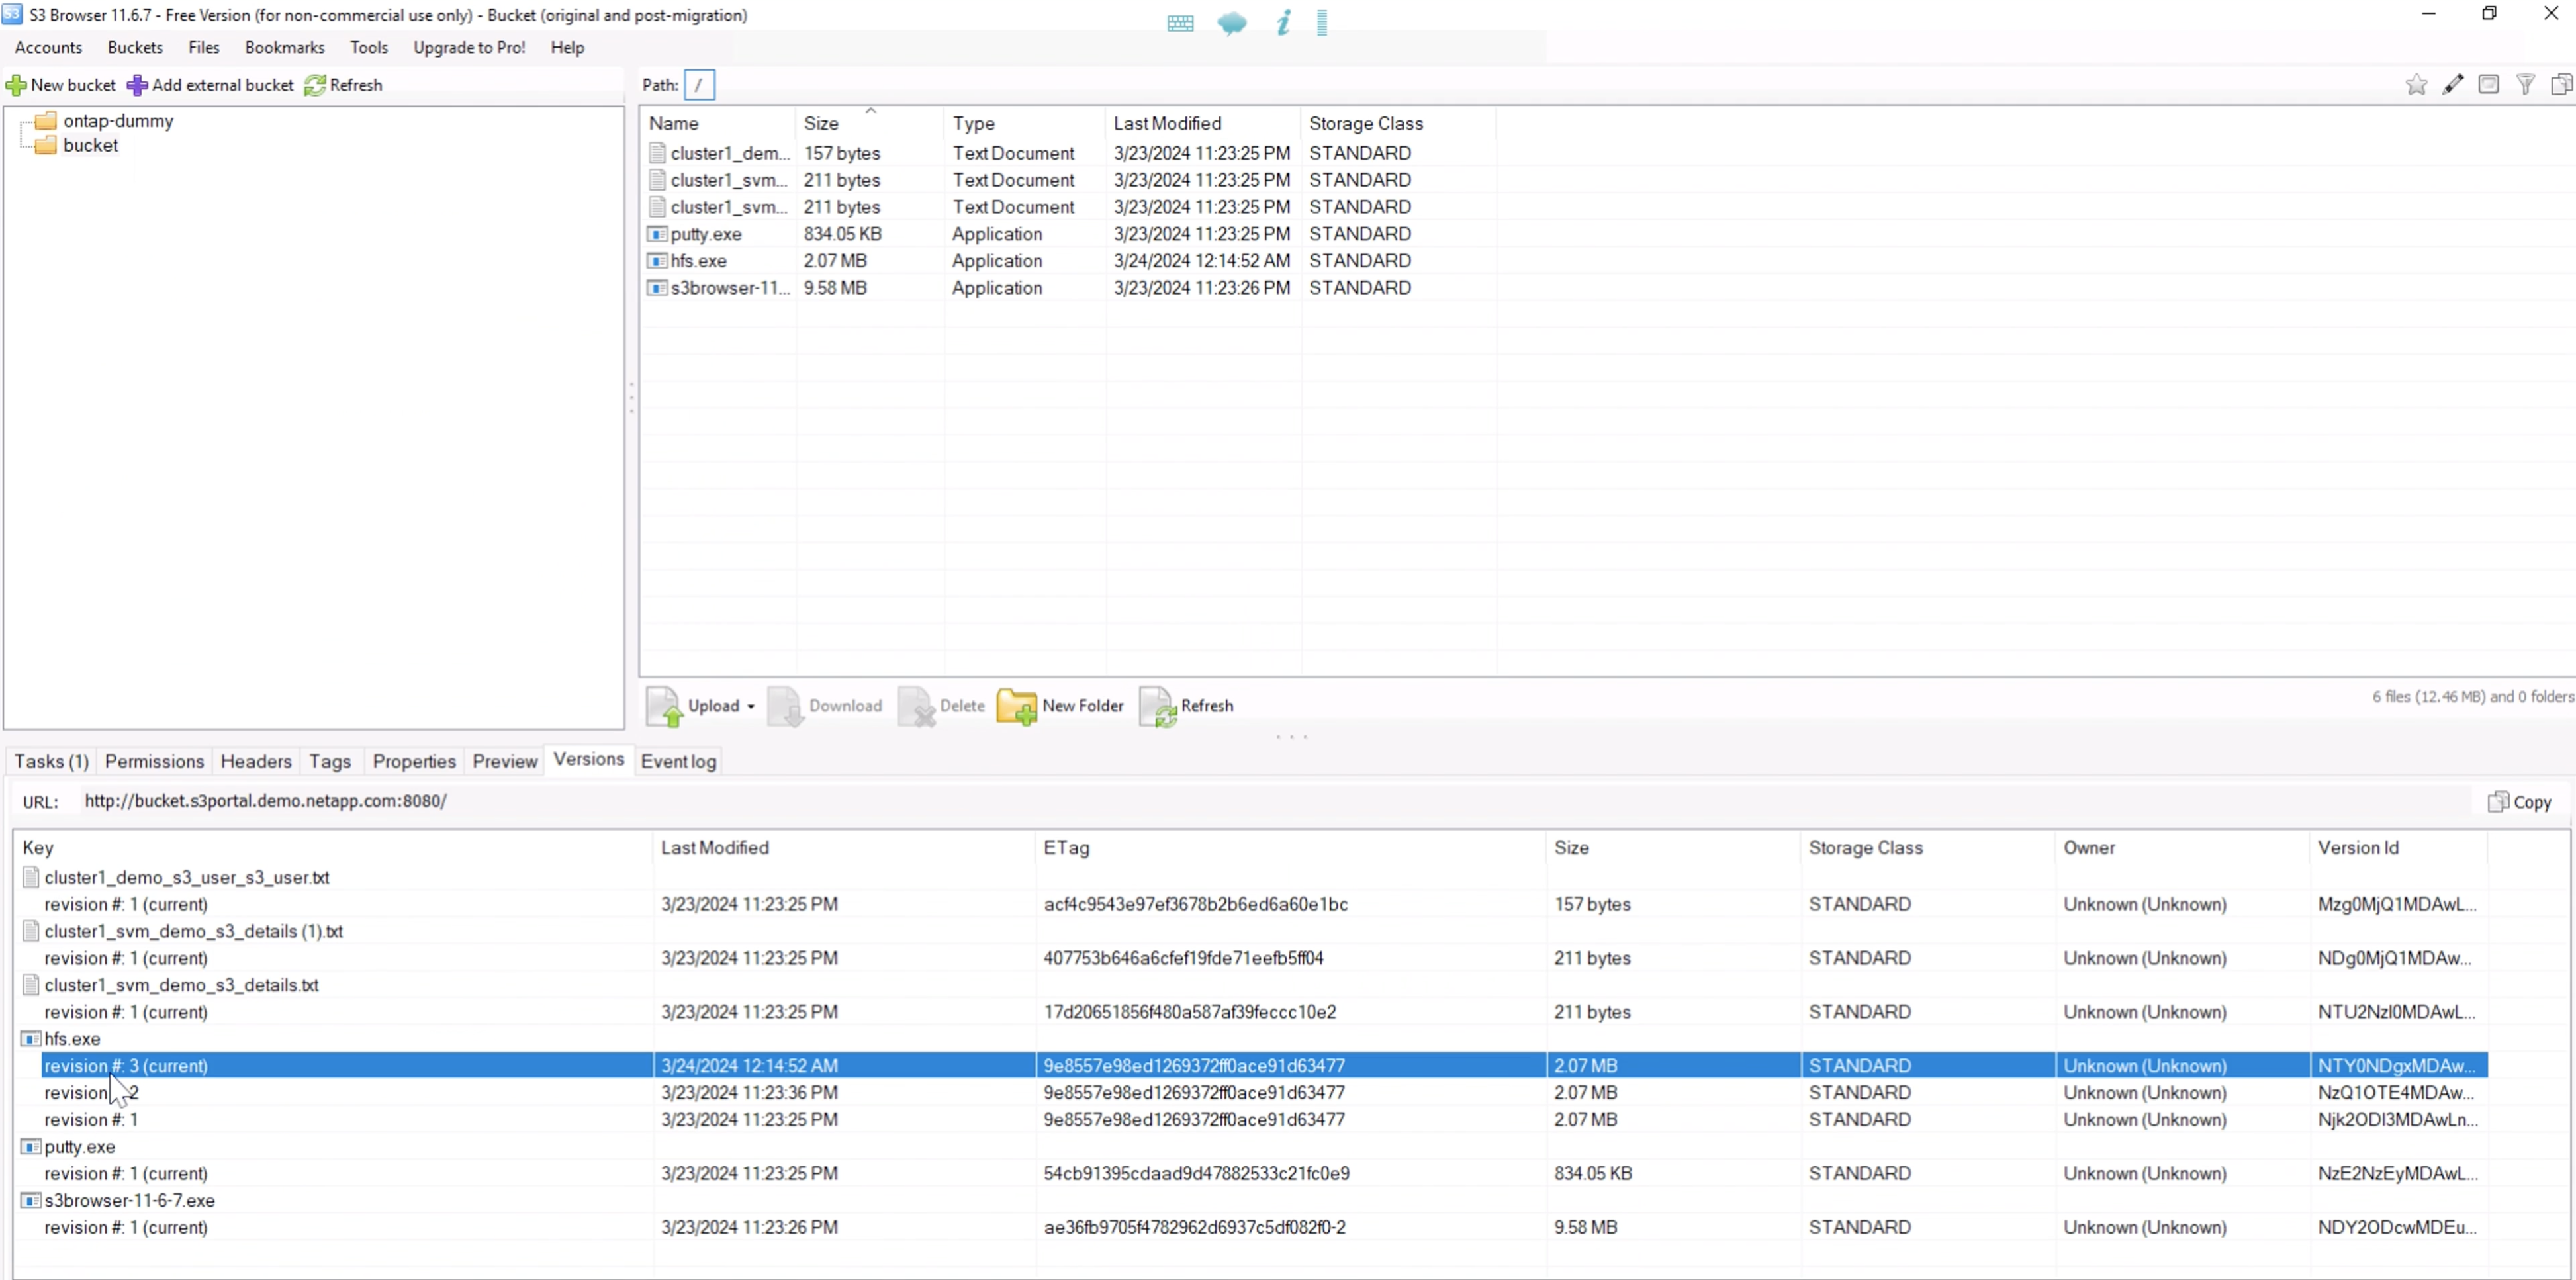 S3 Browser 11.6.7 - Free Version (for non-commercial use only) - Bucket (original and post-migration)
Accounts Buckets Files Bookmarks Tools Upgrade to Pro! Help
New bucket Add external bucket Refresh
ontap-dummy
bucket
Path: /
Name Size Type Last Modified Storage Class
cluster1_dem... 157 bytes Text Document 3/23/2024 11:23:25 PM STANDARD
cluster1_svm... 211 bytes Text Document 3/23/2024 11:23:25 PM STANDARD
cluster1_svm... 211 bytes Text Document 3/23/2024 11:23:25 PM STANDARD
putty.exe 834.05 KB Application 3/23/2024 11:23:25 PM STANDARD
hfs.exe 2.07 MB Application 3/24/2024 12:14:52 AM STANDARD
s3browser-11... 9.58 MB Application 3/23/2024 11:23:26 PM STANDARD
Upload Download Delete New Folder Refresh
6 files (12.46 MB) and 0 folders
Tasks (1) Permissions Headers Tags Properties Preview Versions Event log
URL: http://bucket.s3portal.demo.netapp.com:8080/ Copy
Key Last Modified ETag Size Storage Class Owner Version Id
cluster1_demo_s3_user_s3_user.txt
revision #: 1 (current) 3/23/2024 11:23:25 PM acf4c9543e97ef3678b2b6ed6a60e1bc 157 bytes STANDARD Unknown (Unknown) Mzg0MjQ1MDAwL...
cluster1_svm_demo_s3_details (1).txt
revision #: 1 (current) 3/23/2024 11:23:25 PM 407753b646a6cfef19fde71eefb5ff04 211 bytes STANDARD Unknown (Unknown) NDg0MjQ1MDAw...
cluster1_svm_demo_s3_details.txt
revision #: 1 (current) 3/23/2024 11:23:25 PM 17d20651856f480a587af39feccc10e2 211 bytes STANDARD Unknown (Unknown) NTU2NzI0MDAwL...
hfs.exe
revision #: 3 (current) 3/24/2024 12:14:52 AM 9e8557e98ed1269372ff0ace91d63477 2.07 MB STANDARD Unknown (Unknown) NTY0NDgxMDAw...
revision 2 3/23/2024 11:23:36 PM 9e8557e98ed1269372ff0ace91d63477 2.07 MB STANDARD Unknown (Unknown) NzQ1OTE4MDAw...
revision #: 1 3/23/2024 11:23:25 PM 9e8557e98ed1269372ff0ace91d63477 2.07 MB STANDARD Unknown (Unknown) Njk2ODI3MDAwLn...
putty.exe
revision #: 1 (current) 3/23/2024 11:23:25 PM 54cb91395cdaad9d47882533c21fc0e9 834.05 KB STANDARD Unknown (Unknown) NzE2NzEyMDAwL...
s3browser-11-6-7.exe
revision #: 1 (current) 3/23/2024 11:23:26 PM ae36fb9705f4782962d6937c5df082f0-2 9.58 MB STANDARD Unknown (Unknown) NDY2ODcwMDEu...